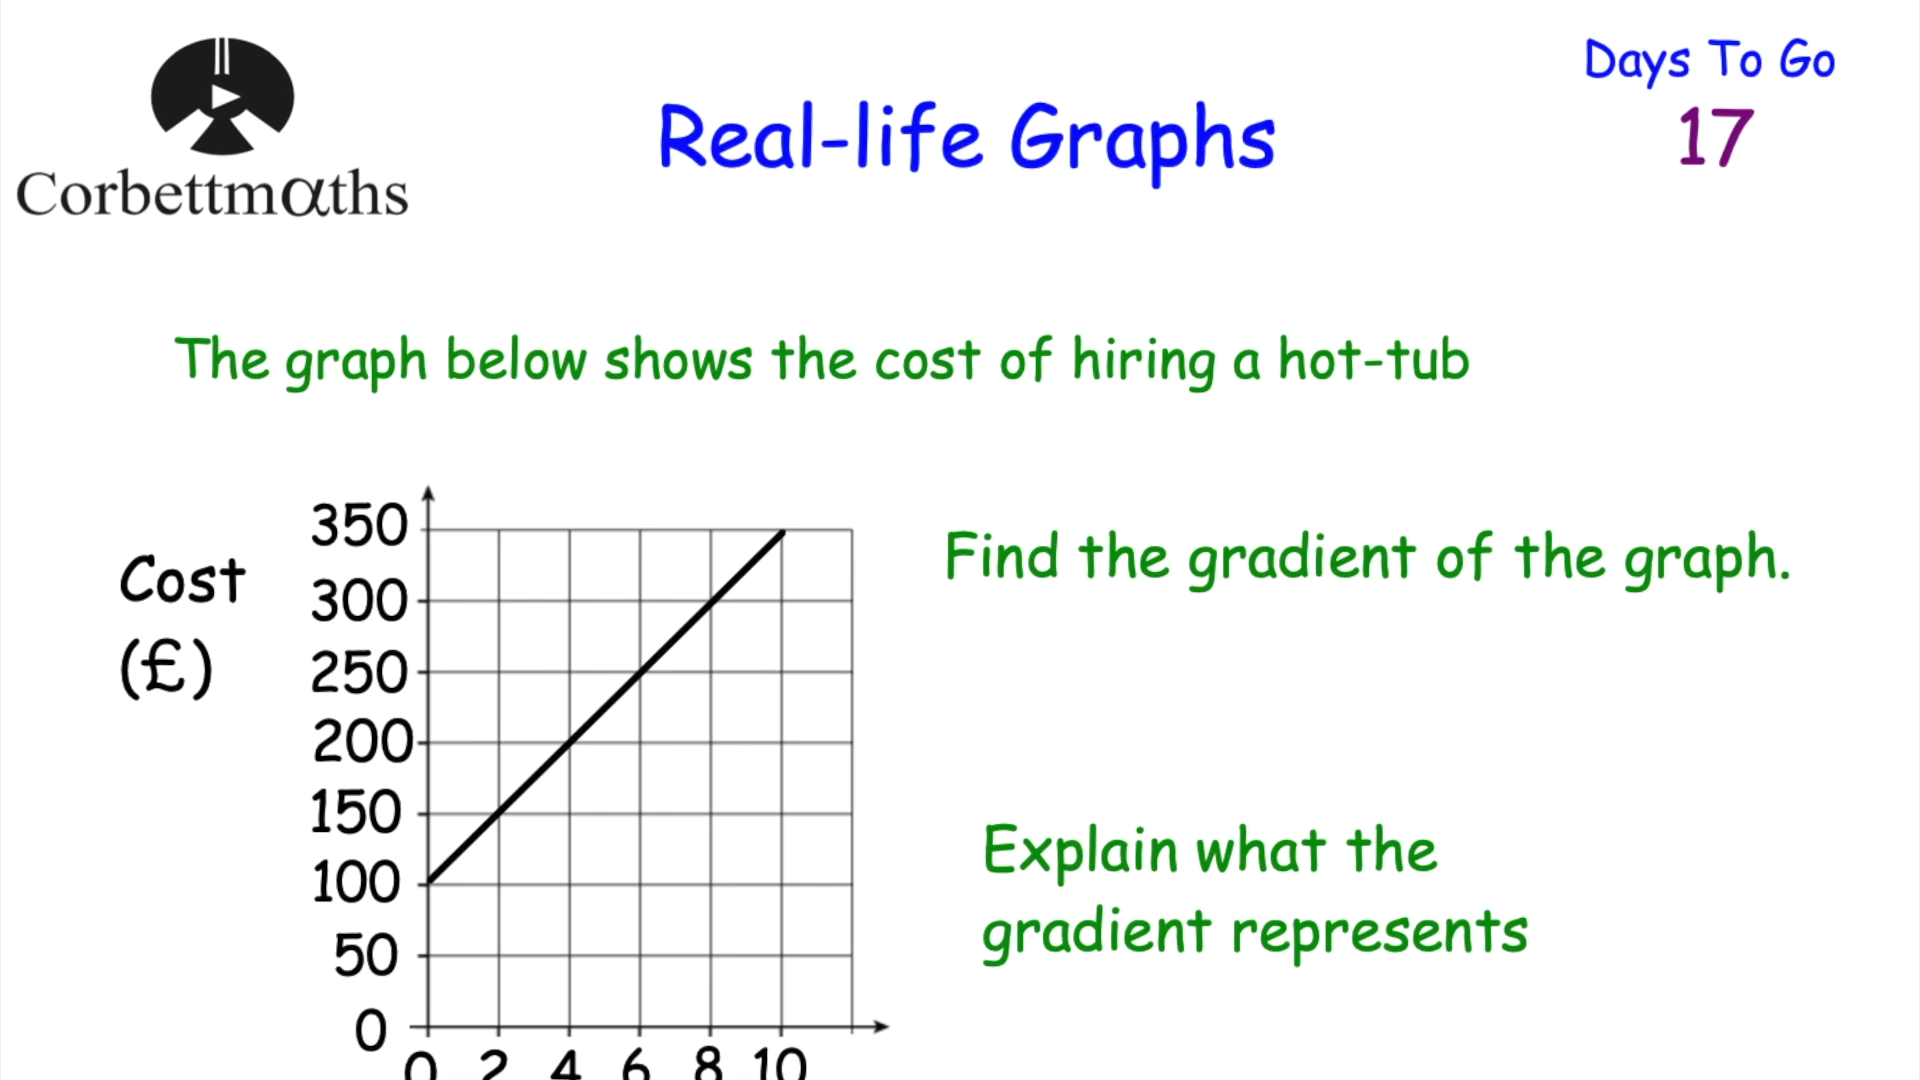 Days To Go
Real-life Graphs
17
Corbettmαths
The graph below shows the cost of hiring a hot-tub
350
Cost
300
(£)
250
200
150
100
50
0
0 2 4 6 8 10
Find the gradient of the graph.
Explain what the
gradient represents